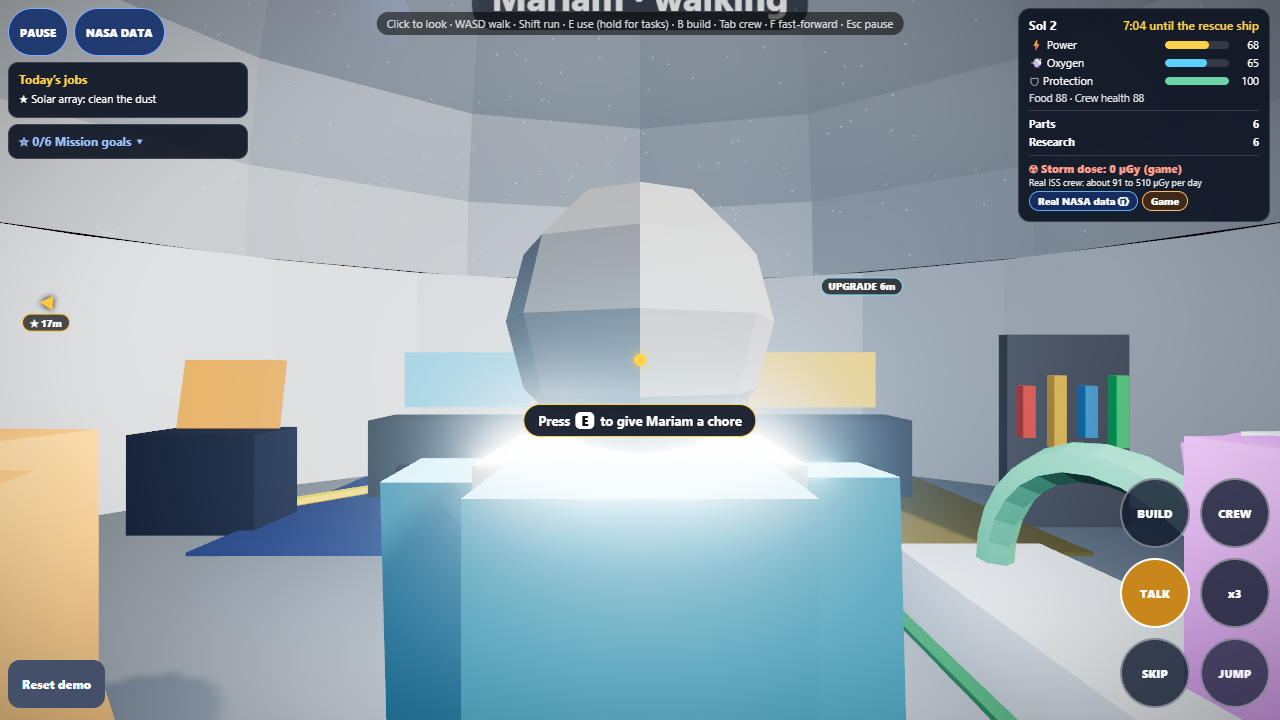 Mariam · walking
Click to look · WASD walk · Shift run · E use (hold for tasks) · B build · Tab crew · F fast-forward · Esc pause
PAUSE
NASA DATA
Today's jobs
★ Solar array: clean the dust
☆ 0/6 Mission goals ▾
Sol 2
7:04 until the rescue ship
Power 68
Oxygen 65
Protection 100
Food 88 · Crew health 88
Parts 6
Research 6
☢ Storm dose: 0 µGy (game)
Real ISS crew: about 91 to 510 µGy per day
Real NASA data
Game
★ 17m
UPGRADE 6m
Press E to give Mariam a chore
BUILD
CREW
TALK
x3
SKIP
JUMP
Reset demo